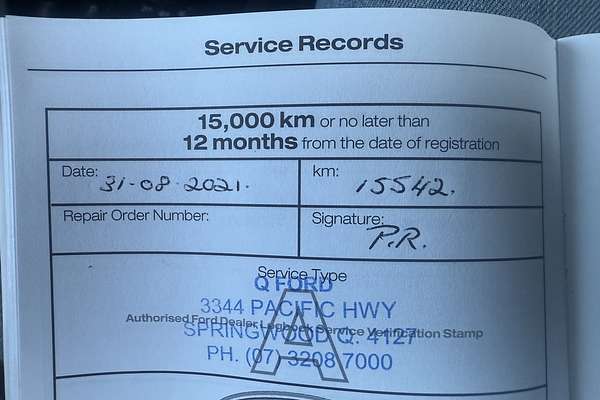 Service Records
15,000 km or no later than
12 months from the date of registration
Date: 31-08-2021.
km: 15542.
Repair Order Number:
Signature: P.R.
Service Type
A
Q FORD
3344 PACIFIC HWY
Authorised Ford Dealer Logbook Service Verification Stamp
SPRINGWOOD Q. 4127
PH. (07) 3208 7000